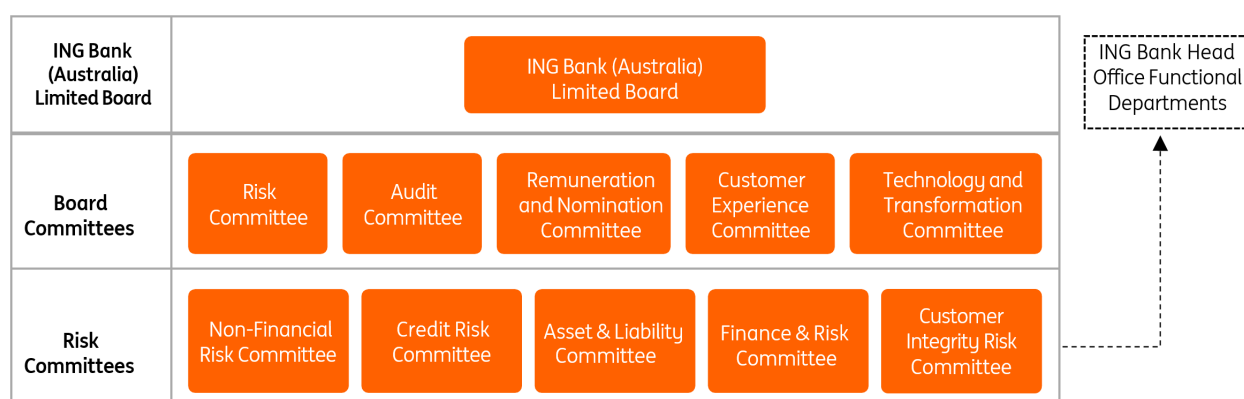 ING Bank
(Australia)
Limited Board
ING Bank (Australia)
Limited Board
ING Bank Head
Office Functional
Departments
Board
Committees
Risk
Committee
Audit
Committee
Remuneration
and Nomination
Committee
Customer
Experience
Committee
Technology and
Transformation
Committee
Risk
Committees
Non-Financial
Risk Committee
Credit Risk
Committee
Asset & Liability
Committee
Finance & Risk
Committee
Customer
Integrity Risk
Committee